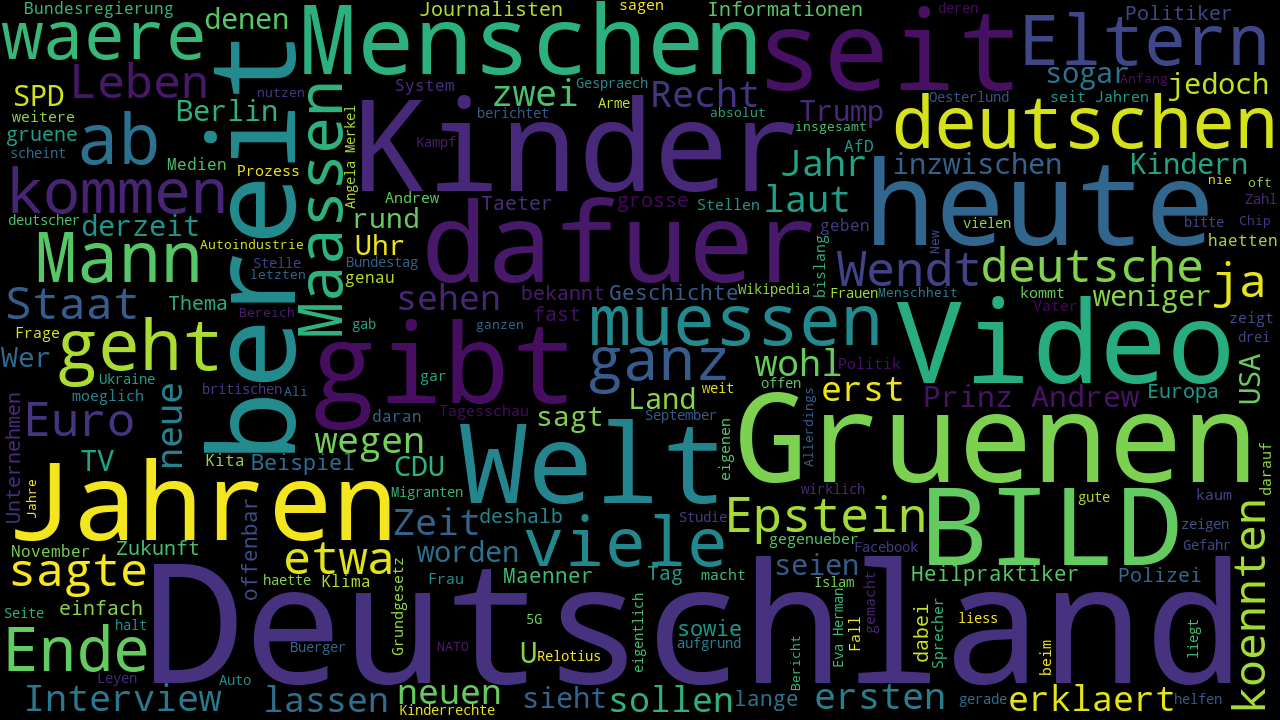 Bundesregierung
denen
Journalisten
sagen
Informationen
deren
Politiker
waere
Menschen
seit
Eltern
Leben
bereit
System
Gespraech
zwei
Arme
Recht
Trump
sogar
Anfang
jedoch
SPD
nutzen
Berlin
weitere
gruene
ab
scheint
Medien
Prozess
Maassen
Angela Merkel
Kinder
Kampf
berichtet
absolut
insgesamt
AfD
Oesterlund
seit Jahren
deutschen
Jahr
inzwischen
Kindern
kommen
Andrew
Taeter
grosse
Stellen
laut
heute
nie
oft
Zahl
deutscher
derzeit
rund
dafuer
geben
vielen
bitte
Chip
Mann
Autoindustrie
Uhr
New
haetten
Stelle
letzten
Bundestag
genau
bislang
Wendt
deutsche
ja
Staat
Thema
Bereich
sehen
bekannt
Geschichte
Wikipedia
Frauen
Menschheit
kommt
weniger
Frage
geht
gab
gibt
fast
ganzen
muessen
Vater
Video
zeigt
Wer
drei
Ukraine
moeglich
britischen
Ali
gar
ganz
wohl
Politik
weit
offen
erst
Prinz Andrew
Europa
USA
Unternehmen
Euro
neue
daran
Tagesschau
sagt
Land
September
Allerdings
Gruenen
wegen
Welt
eigenen
TV
Kita
Beispiel
CDU
darauf
Jahre
Jahren
Migranten
wirklich
BILD
gute
kaum
Zeit
deshalb
viele
Studie
Epstein
zeigen
offenbar
November
Zukunft
etwa
worden
gegenueber
Facebook
Gefahr
koennten
sagte
haette
Klima
Grundgesetz
Frau
Maenner
Tag
macht
seien
Islam
Heilpraktiker
Polizei
Deutschland
Seite
einfach
halt
5G
eigentlich
sowie
aufgrund
Eva Hermann
Fall
gemacht
dabei
Sprecher
liess
liegt
Ende
Buerger
NATO
U
Relotius
Bericht
beim
Leyen
Auto
Interview
lassen
neuen
Kinderrechte
sieht
sollen
lange
ersten
gerade
erklaert
helfen